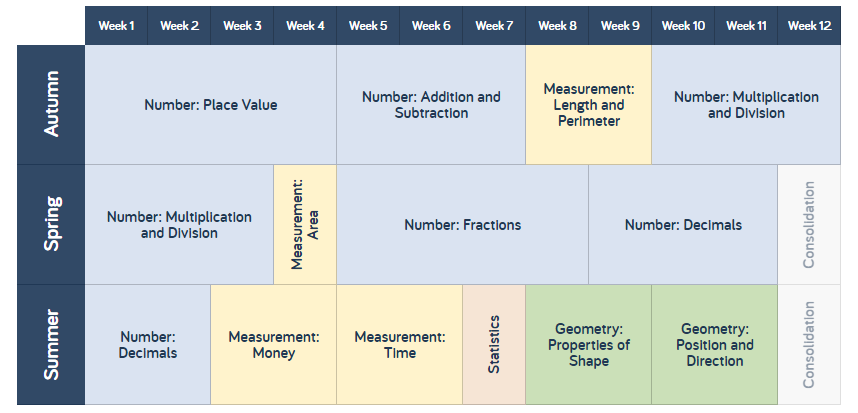 Week 1 Week 2 Week 3 Week 4 Week 5 Week 6 Week 7 Week 8 Week 9 Week 10 Week 11 Week 12
Autumn
Number: Place Value
Number: Addition and
Subtraction
Measurement:
Length and
Perimeter
Number: Multiplication
and Division
Spring
Number: Multiplication
and Division
Measurement:
Area
Number: Fractions
Number: Decimals
Consolidation
Summer
Number:
Decimals
Measurement:
Money
Measurement:
Time
Statistics
Geometry:
Properties of
Shape
Geometry:
Position and
Direction
Consolidation